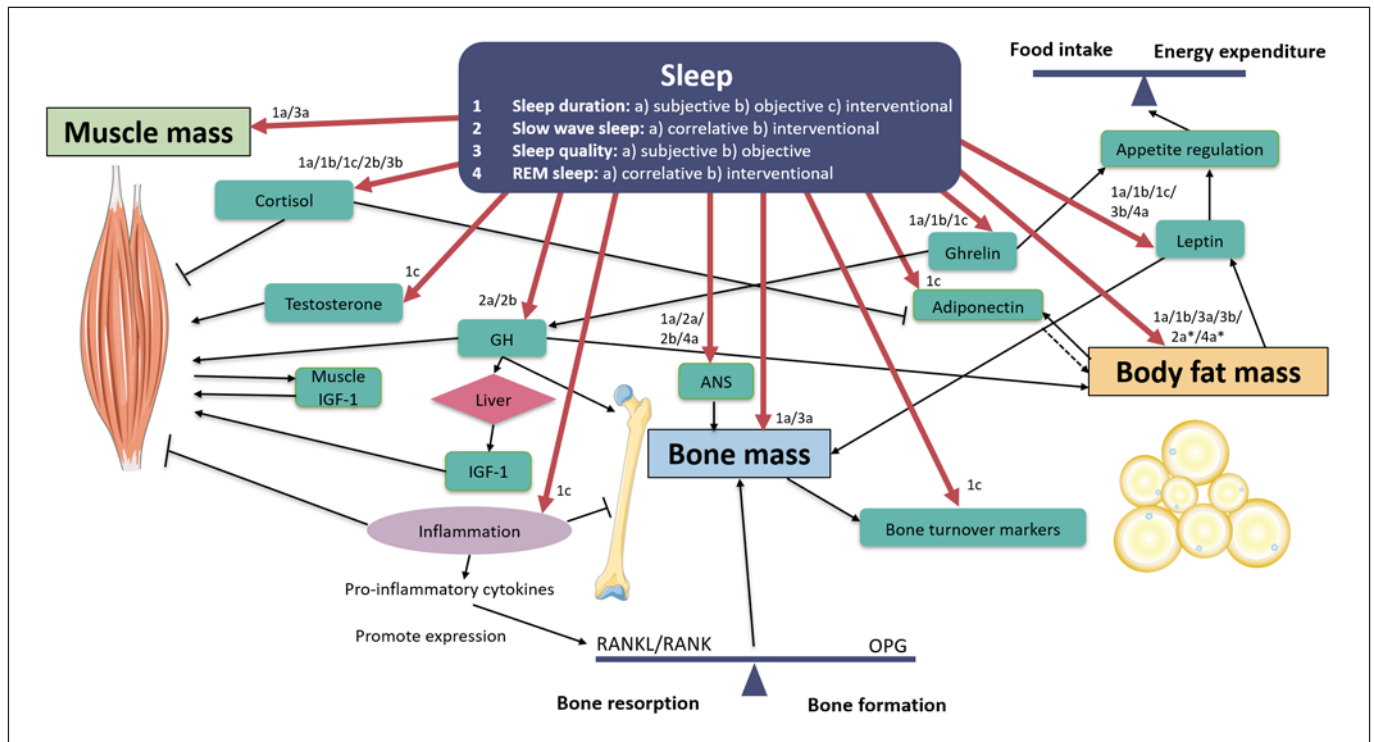 Food intake
Energy expenditure
Sleep
1 Sleep duration: a) subjective b) objective c) interventional
2 Slow wave sleep: a) correlative b) interventional
3 Sleep quality: a) subjective b) objective
4 REM sleep: a) correlative b) interventional
1a/3a
Muscle mass
Appetite regulation
1a/1b/1c/2b/3b
Cortisol
1a/1b/1c/
3b/4a
1a/1b/1c
Ghrelin
Leptin
1c
Testosterone
2a/2b
GH
1c
Adiponectin
1a/2a/
2b/4a
1a/1b/3a/3b/
2a*/4a*
Body fat mass
Muscle
IGF-1
Liver
ANS
1a/3a
Bone mass
IGF-1
1c
1c
Inflammation
Bone turnover markers
Pro-inflammatory cytokines
Promote expression
RANKL/RANK
OPG
Bone resorption
Bone formation